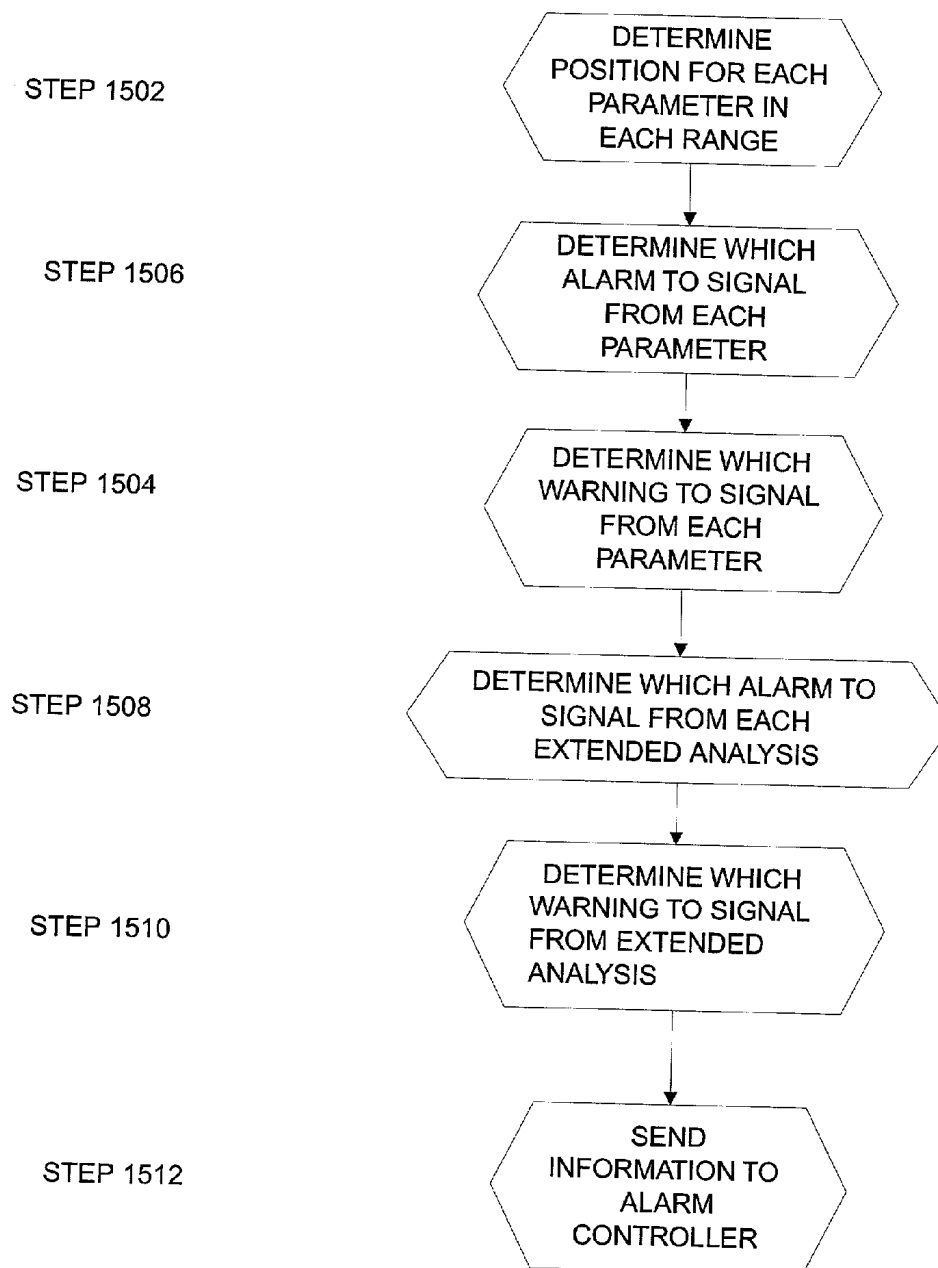 STEP 1502
DETERMINE
POSITION FOR EACH
PARAMETER IN
EACH RANGE
STEP 1506
DETERMINE WHICH
ALARM TO SIGNAL
FROM EACH
PARAMETER
STEP 1504
DETERMINE WHICH
WARNING TO SIGNAL
FROM EACH
PARAMETER
STEP 1508
DETERMINE WHICH ALARM TO
SIGNAL FROM EACH
EXTENDED ANALYSIS
STEP 1510
DETERMINE WHICH
WARNING TO SIGNAL
FROM EXTENDED
ANALYSIS
STEP 1512
SEND
INFORMATION TO
ALARM
CONTROLLER